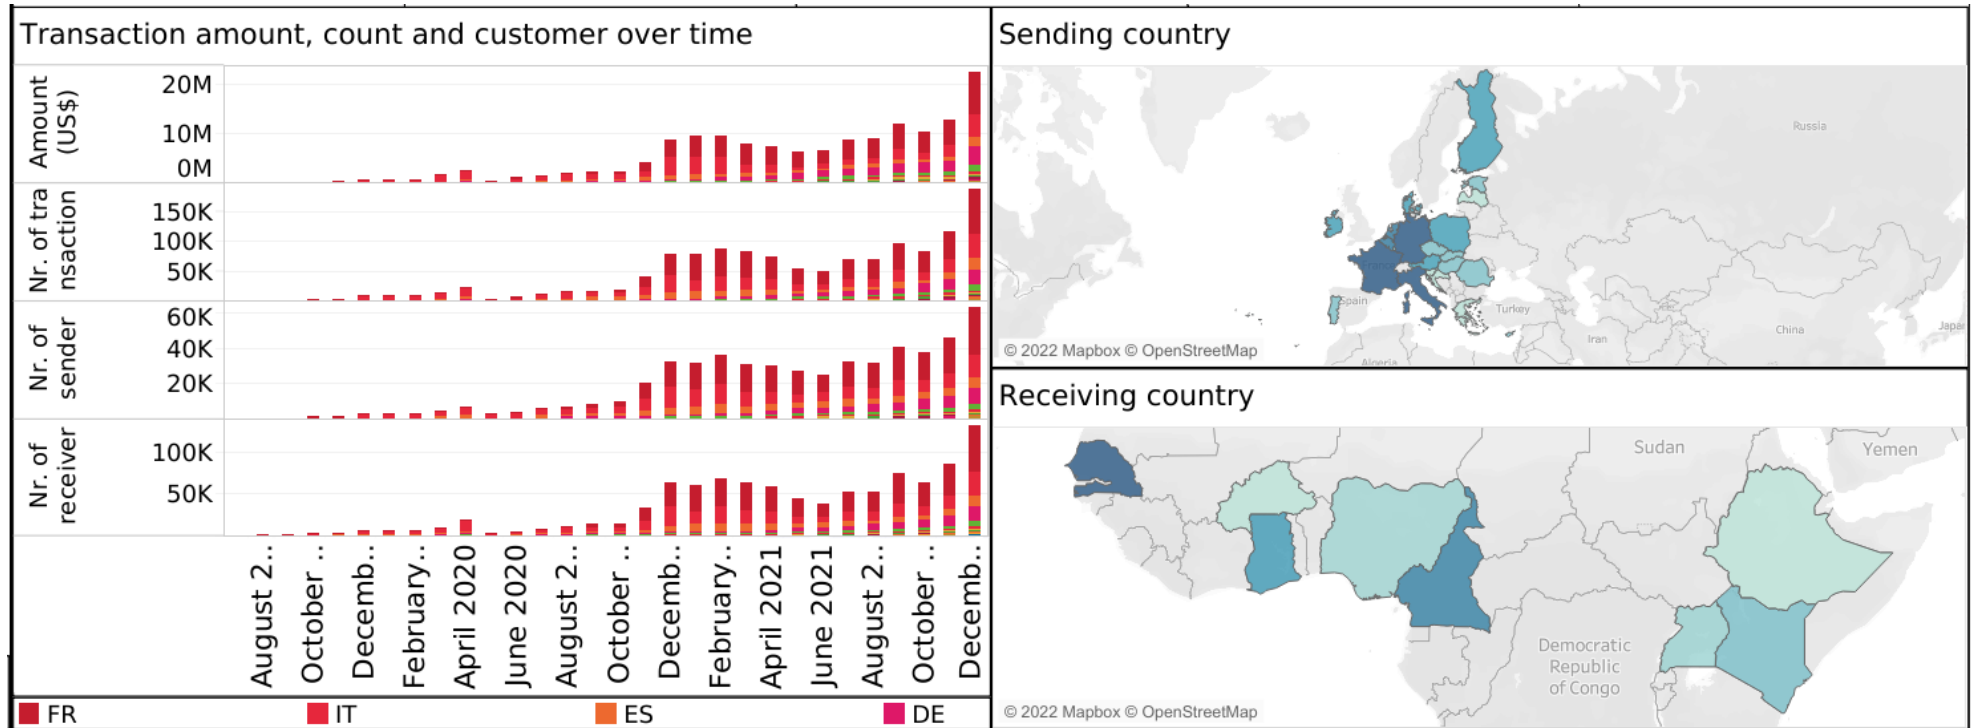 Transaction amount, count and customer over time
Amount
(US$)
20M
10M
0M
Nr. of tra
nsaction
150K
100K
50K
Nr. of
sender
60K
40K
20K
Nr. of
receiver
100K
50K
August 2..
October ..
Decemb..
February..
April 2020
June 2020
August 2..
October ..
Decemb..
February..
April 2021
June 2021
August 2..
October ..
Decemb..
FR
IT
ES
DE
Sending country
Russia
France
Spain
Turkey
China
Japan
Iran
Algeria
© 2022 Mapbox © OpenStreetMap
Receiving country
Sudan
Yemen
Democratic
Republic
of Congo
© 2022 Mapbox © OpenStreetMap